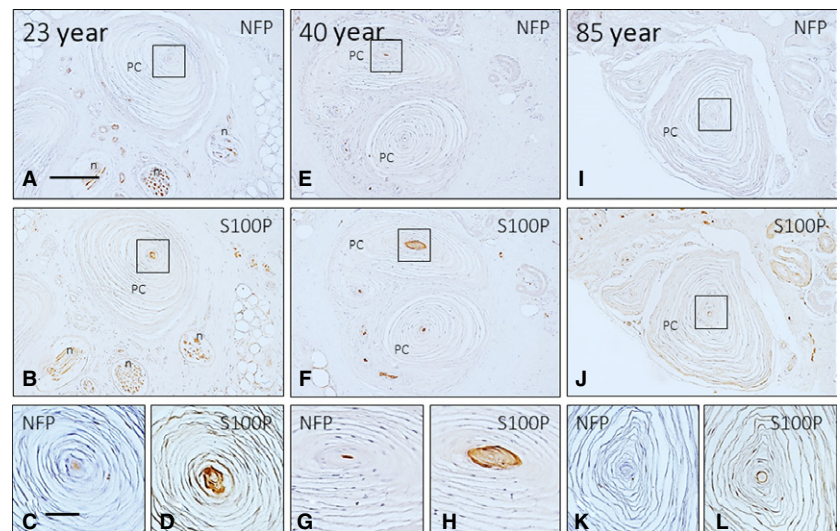 23 year NFP
PC
n
n
n
A
40 year NFP
PC
PC
E
85 year NFP
I
S100P
PC
n
n
n
B
S100P
PC
PC
F
S100P
PC
J
NFP
C
S100P
D
NFP
G
S100P
H
NFP
K
S100P
L